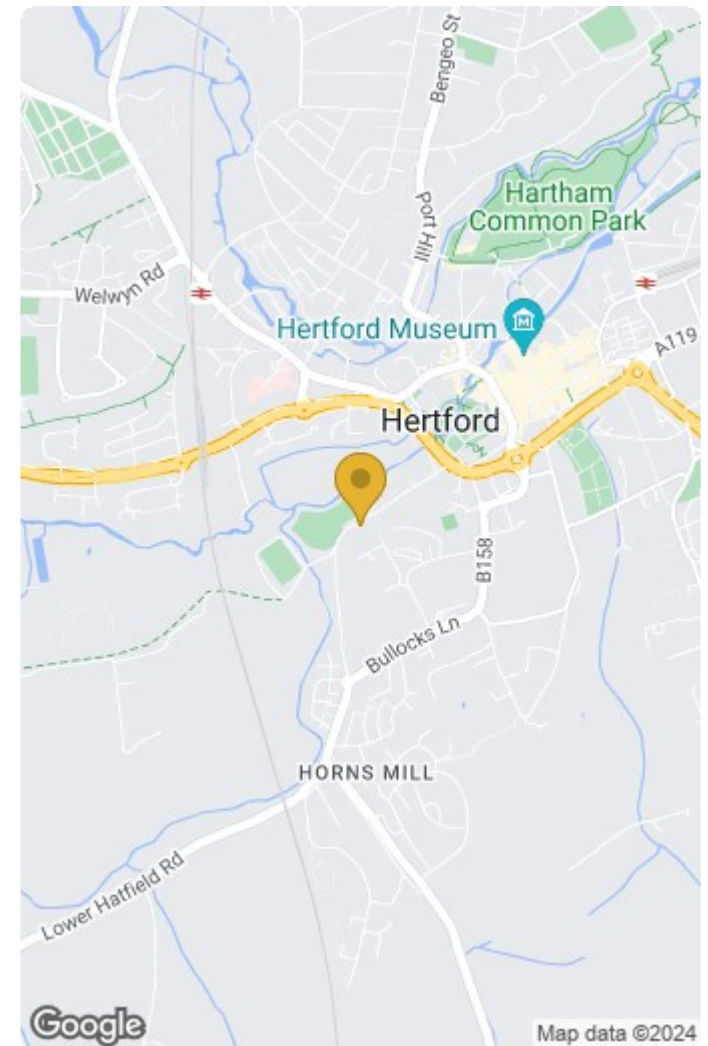 Bengeo St
Hartham
Common Park
Port Hill
Welwyn Rd
Hertford Museum
M
A119
Hertford
B158
Bullocks Ln
HORNS MILL
Lower Hatfield Rd
Google
Map data ©2024